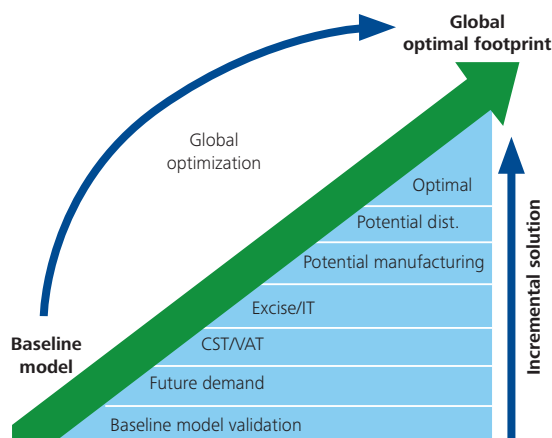 Global
optimal footprint
Global
optimization
Optimal
Potential dist.
Potential manufacturing
Excise/IT
CST/VAT
Future demand
Baseline model validation
Baseline
model
Incremental solution